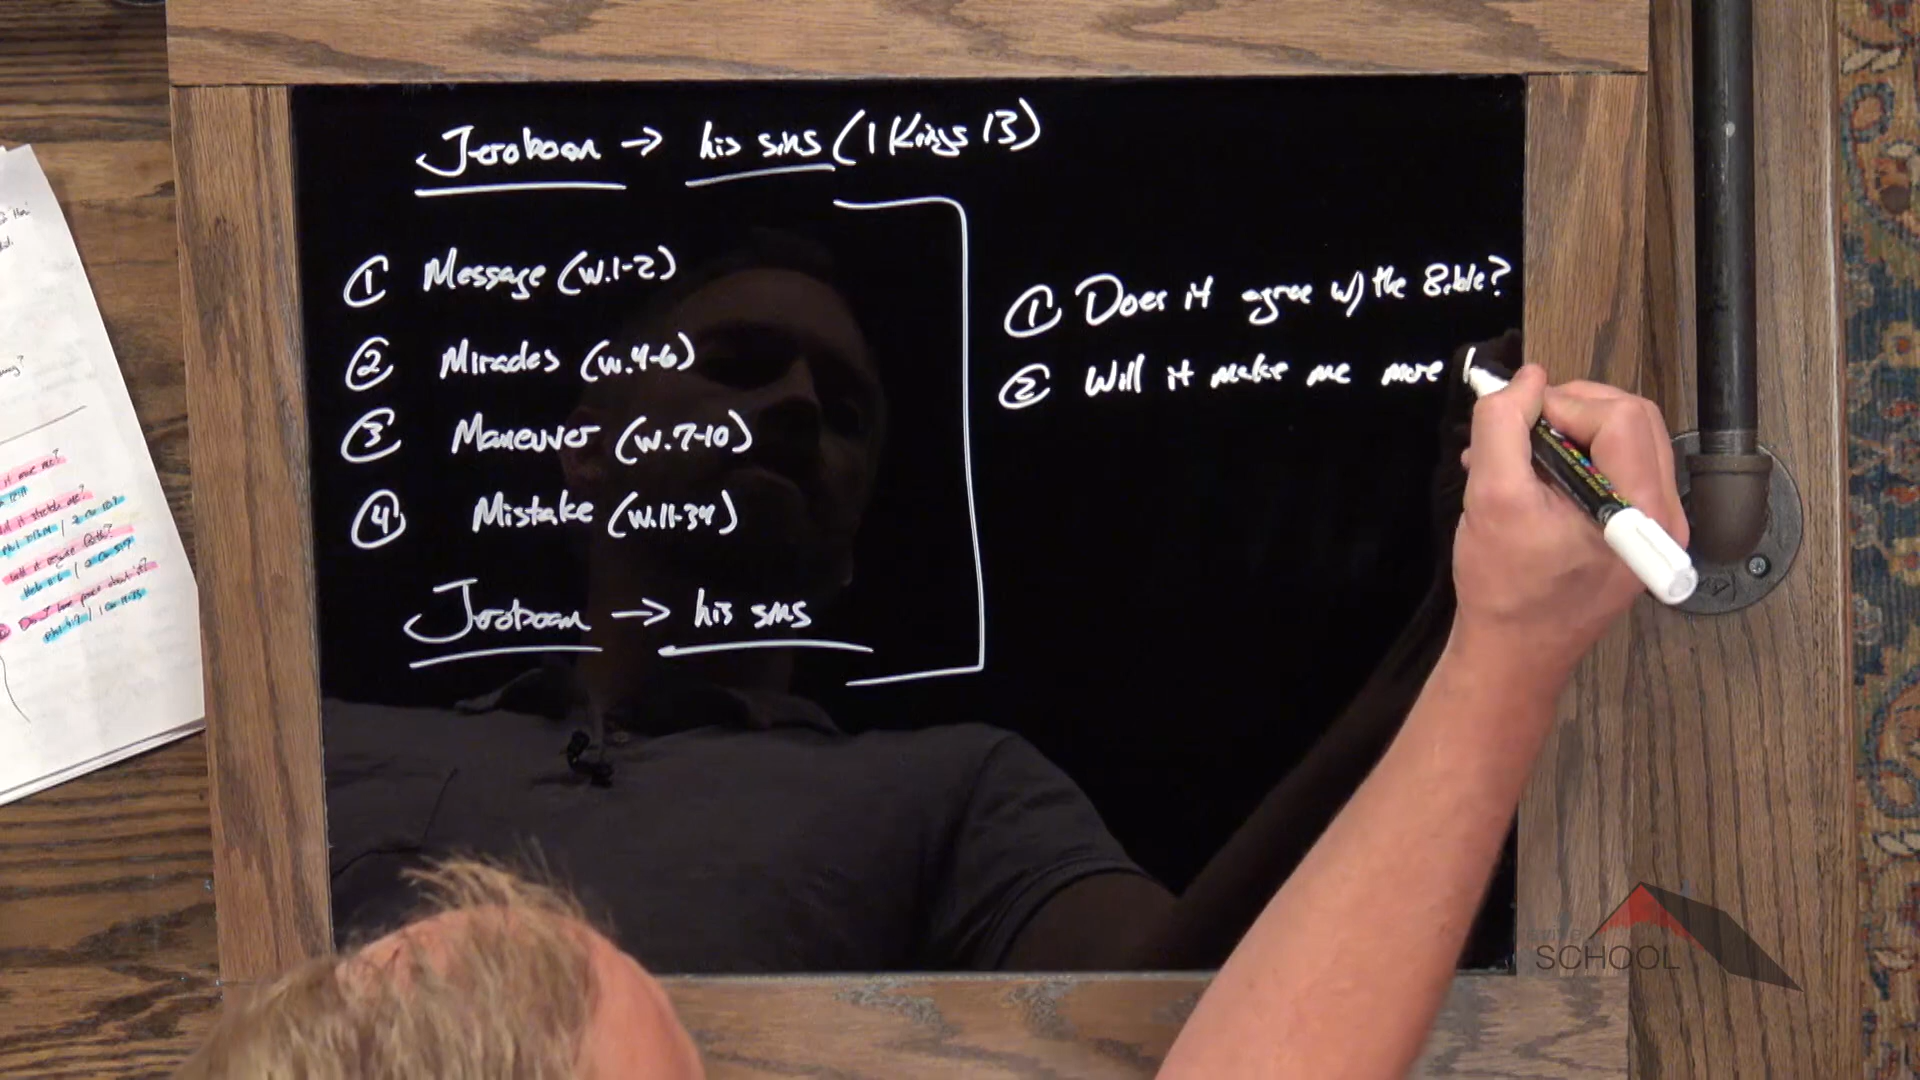 Jeroboam → his sins (1 Kings 13)
① Message (vv.1-2)
② Miracles (vv.4-6)
③ Maneuver (vv.7-10)
④ Mistake (vv.11-34)
Jeroboam → his sins
① Does it agree w/ the Bible?
② Will it make me more
SCHOOL